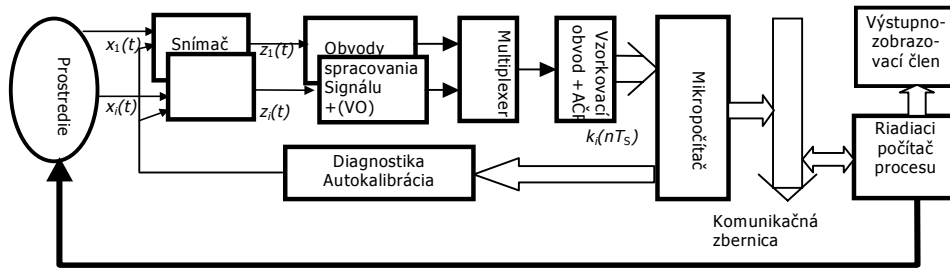 Prostredie
x1(t)
xi(t)
Snímač
z1(t)
zi(t)
Obvody
spracovania
Signálu
+(VO)
Multiplexer
Vzorkovací
obvod + AČP
ki(nTS)
Mikropočítač
Diagnostika
Autokalibrácia
Komunikačná
zbernica
Výstupno-
zobrazo-
vací člen
Riadiaci
počítač
procesu